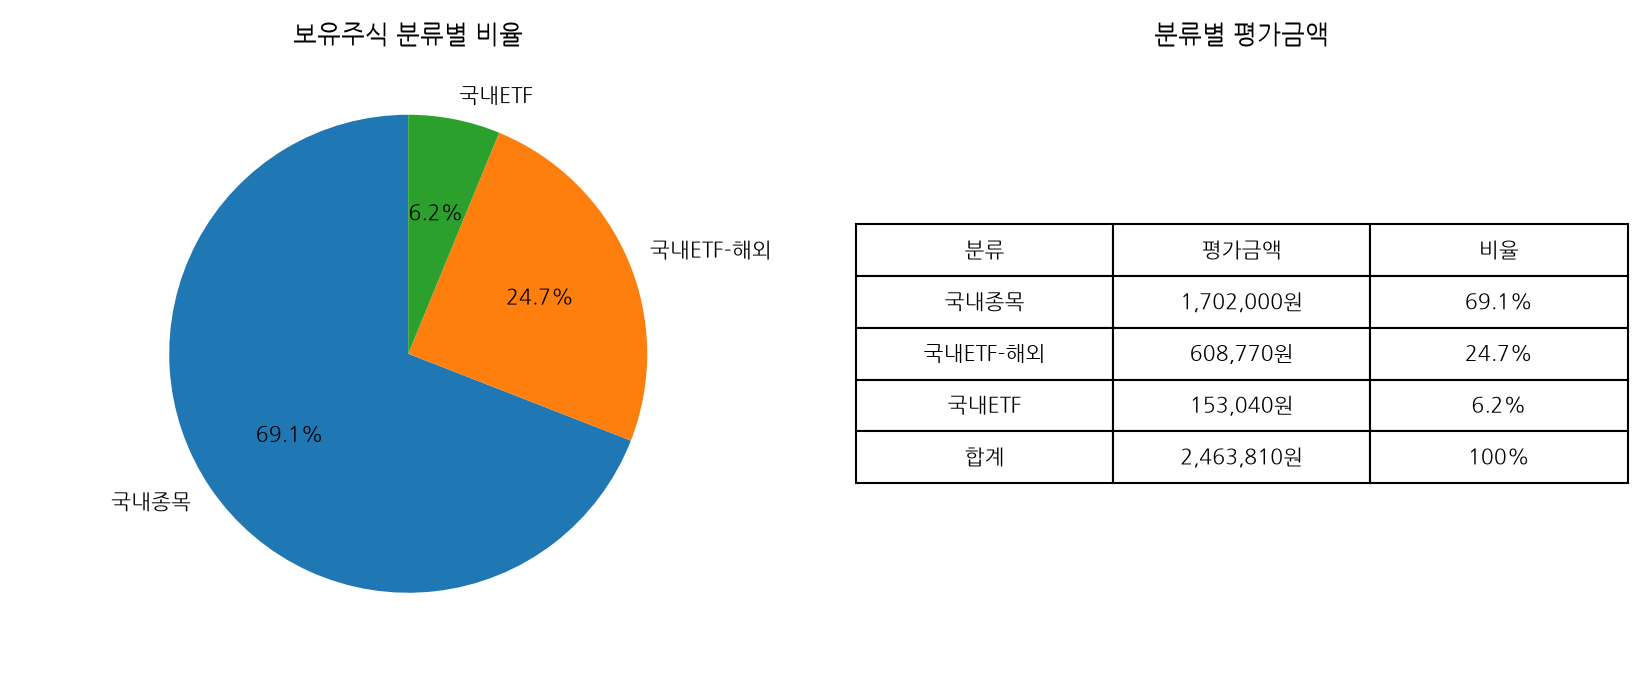 보유주식 분류별 비율
국내ETF
6.2%
국내ETF-해외
24.7%
69.1%
국내종목
분류별 평가금액
분류 평가금액 비율
국내종목 1,702,000원 69.1%
국내ETF-해외 608,770원 24.7%
국내ETF 153,040원 6.2%
합계 2,463,810원 100%